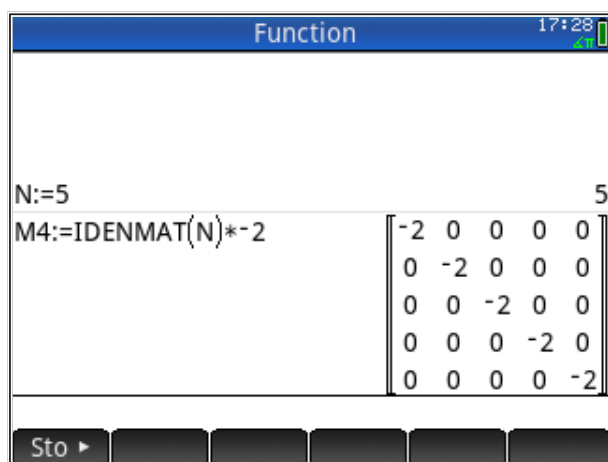 Function 17:28
∡π
N:=5 5
M4:=IDENMAT(N)*-2
-2 0 0 0 0
0 -2 0 0 0
0 0 -2 0 0
0 0 0 -2 0
0 0 0 0 -2
Sto ►